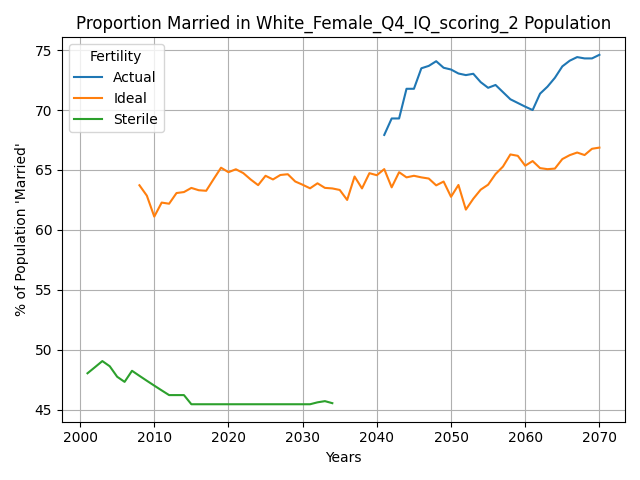 Proportion Married in White_Female_Q4_IQ_scoring_2 Population
% of Population 'Married'
75
70
65
60
55
50
45
Fertility
Actual
Ideal
Sterile
2000 2010 2020 2030 2040 2050 2060 2070
Years